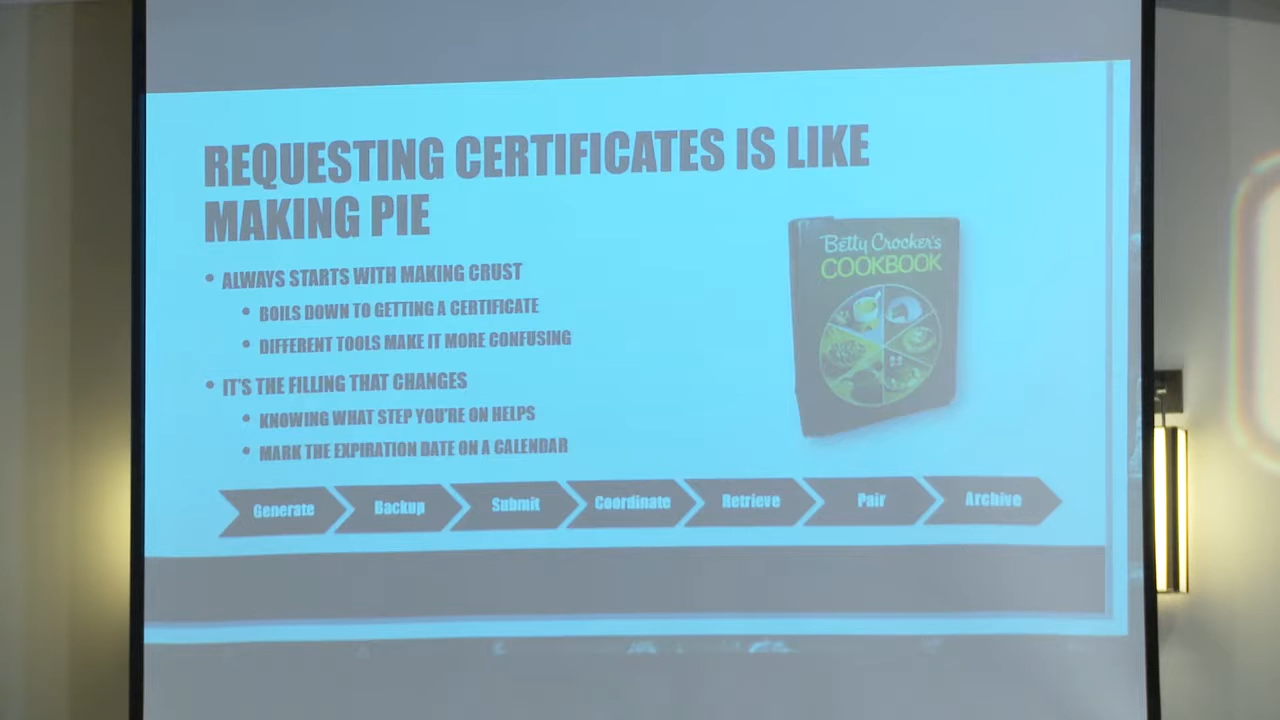 REQUESTING CERTIFICATES IS LIKE
MAKING PIE
• ALWAYS STARTS WITH MAKING CRUST
• BOILS DOWN TO GETTING A CERTIFICATE
• DIFFERENT TOOLS MAKE IT MORE CONFUSING
• IT'S THE FILLING THAT CHANGES
• KNOWING WHAT STEP YOU'RE ON HELPS
• MARK THE EXPIRATION DATE ON A CALENDAR
Betty Crocker's
COOKBOOK
Generate Backup Submit Coordinate Retrieve Pair Archive